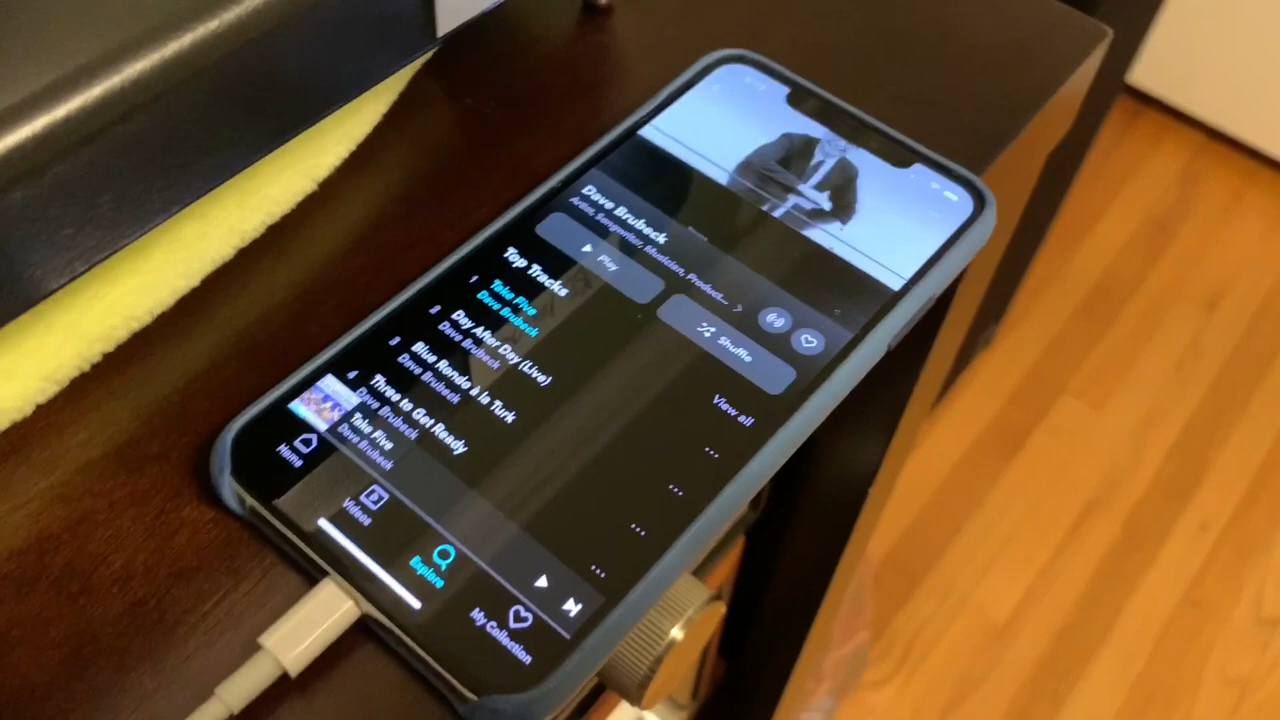 Dave Brubeck
Artist, Songwriter, Musician, Produc...
Play
Shuffle
Top Tracks
View all
1
Take Five
Dave Brubeck
2
Day After Day (Live)
Dave Brubeck
3
Blue Rondo à la Turk
Dave Brubeck
4
Three to Get Ready
Dave Brubeck
Take Five
Dave Brubeck
Home
Videos
Explore
My Collection